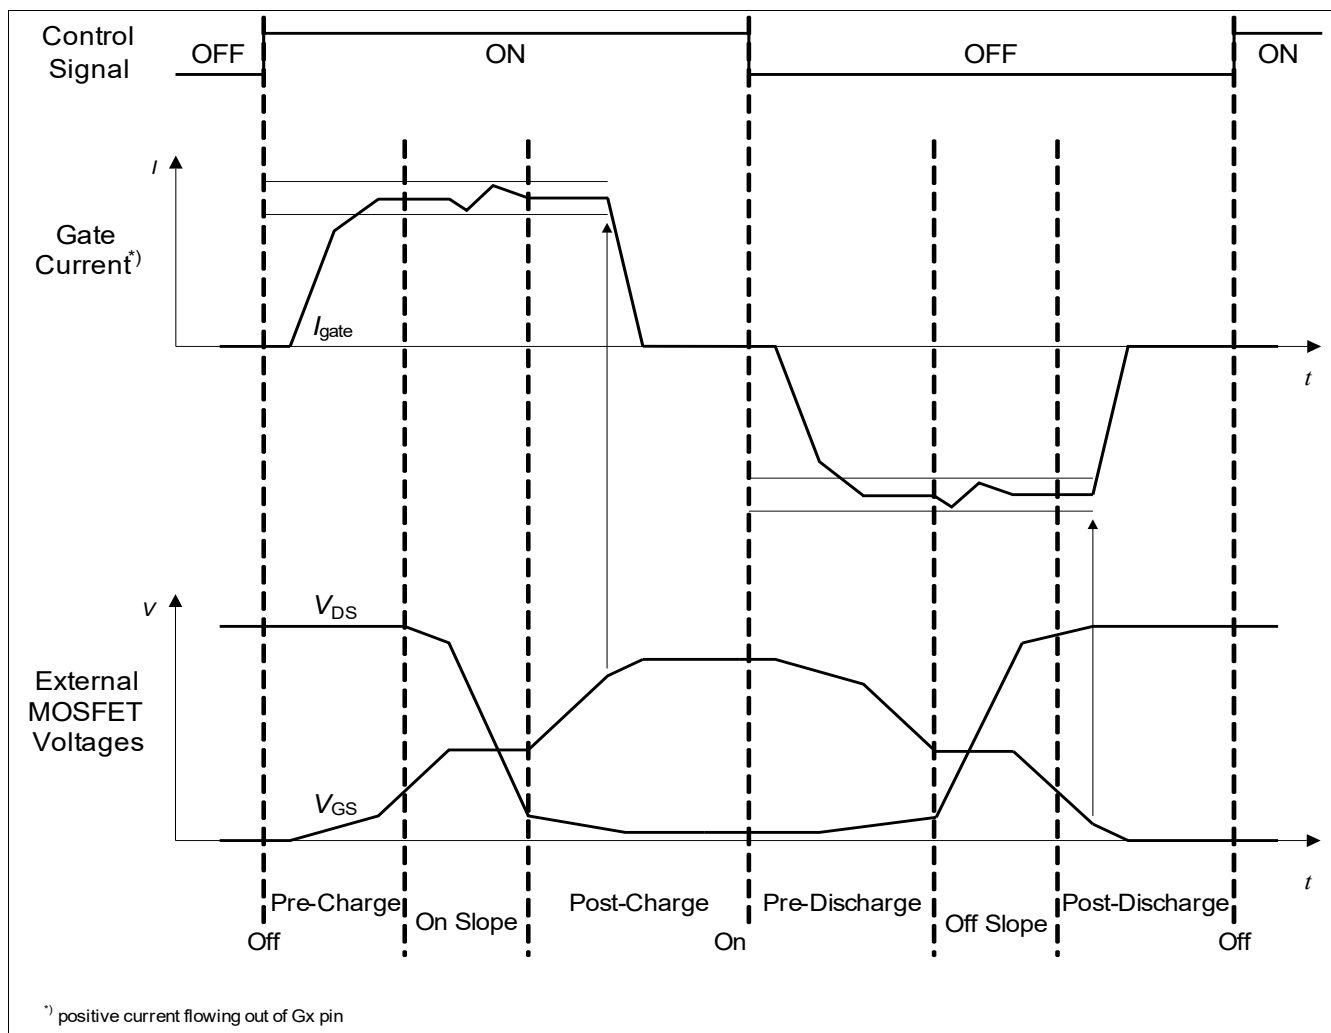 Control
Signal
OFF
ON
OFF
ON
I
Gate
Current*)
Igate
t
V
VDS
External
MOSFET
Voltages
VGS
t
Pre-Charge
On Slope
Post-Charge
Pre-Discharge
Off Slope
Post-Discharge
Off
On
Off
*) positive current flowing out of Gx pin